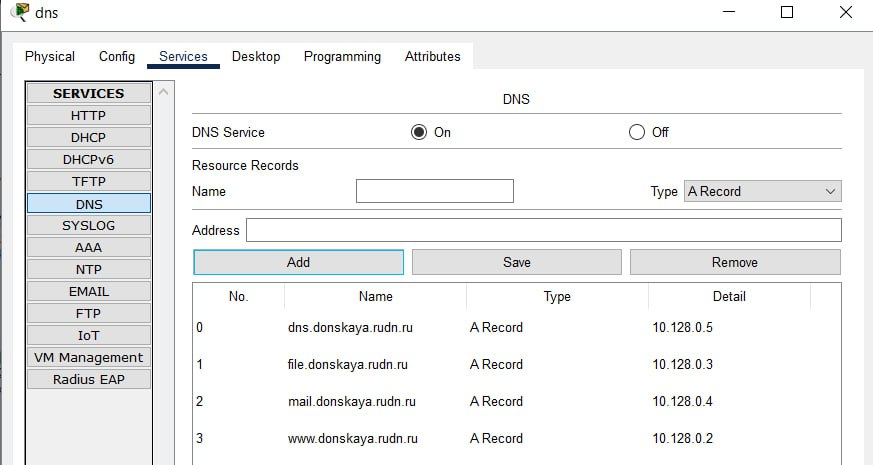 dns
Physical Config Services Desktop Programming Attributes
SERVICES
HTTP
DHCP
DHCPv6
TFTP
DNS
SYSLOG
AAA
NTP
EMAIL
FTP
IoT
VM Management
Radius EAP
DNS
DNS Service On Off
Resource Records
Name Type A Record
Address
Add Save Remove
No. Name Type Detail
0 dns.donskaya.rudn.ru A Record 10.128.0.5
1 file.donskaya.rudn.ru A Record 10.128.0.3
2 mail.donskaya.rudn.ru A Record 10.128.0.4
3 www.donskaya.rudn.ru A Record 10.128.0.2